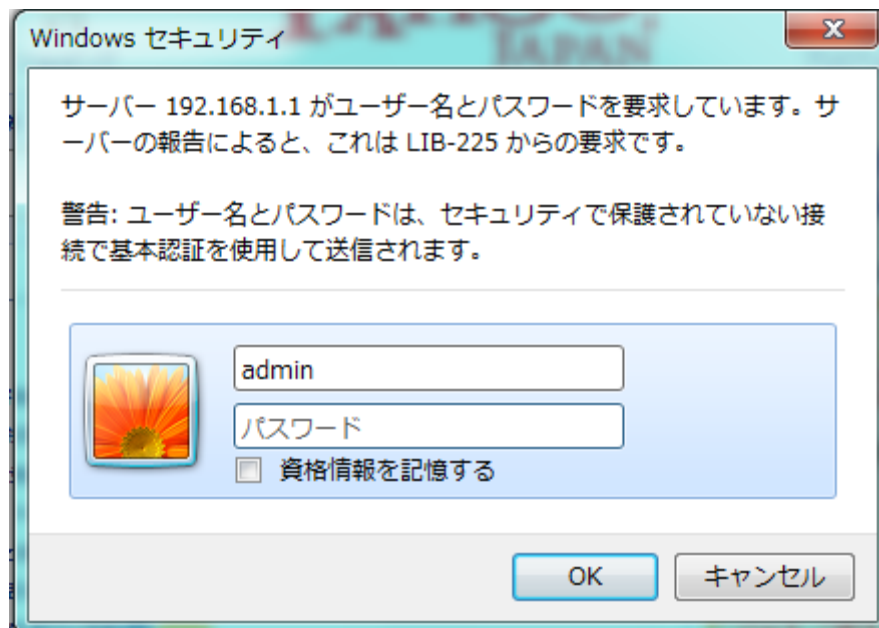 JAPAN
Windows セキュリティ
サーバー 192.168.1.1 がユーザー名とパスワードを要求しています。サ
ーバーの報告によると、これは LIB-225 からの要求です。
警告: ユーザー名とパスワードは、セキュリティで保護されていない接
続で基本認証を使用して送信されます。
admin
パスワード
資格情報を記憶する
OK
キャンセル